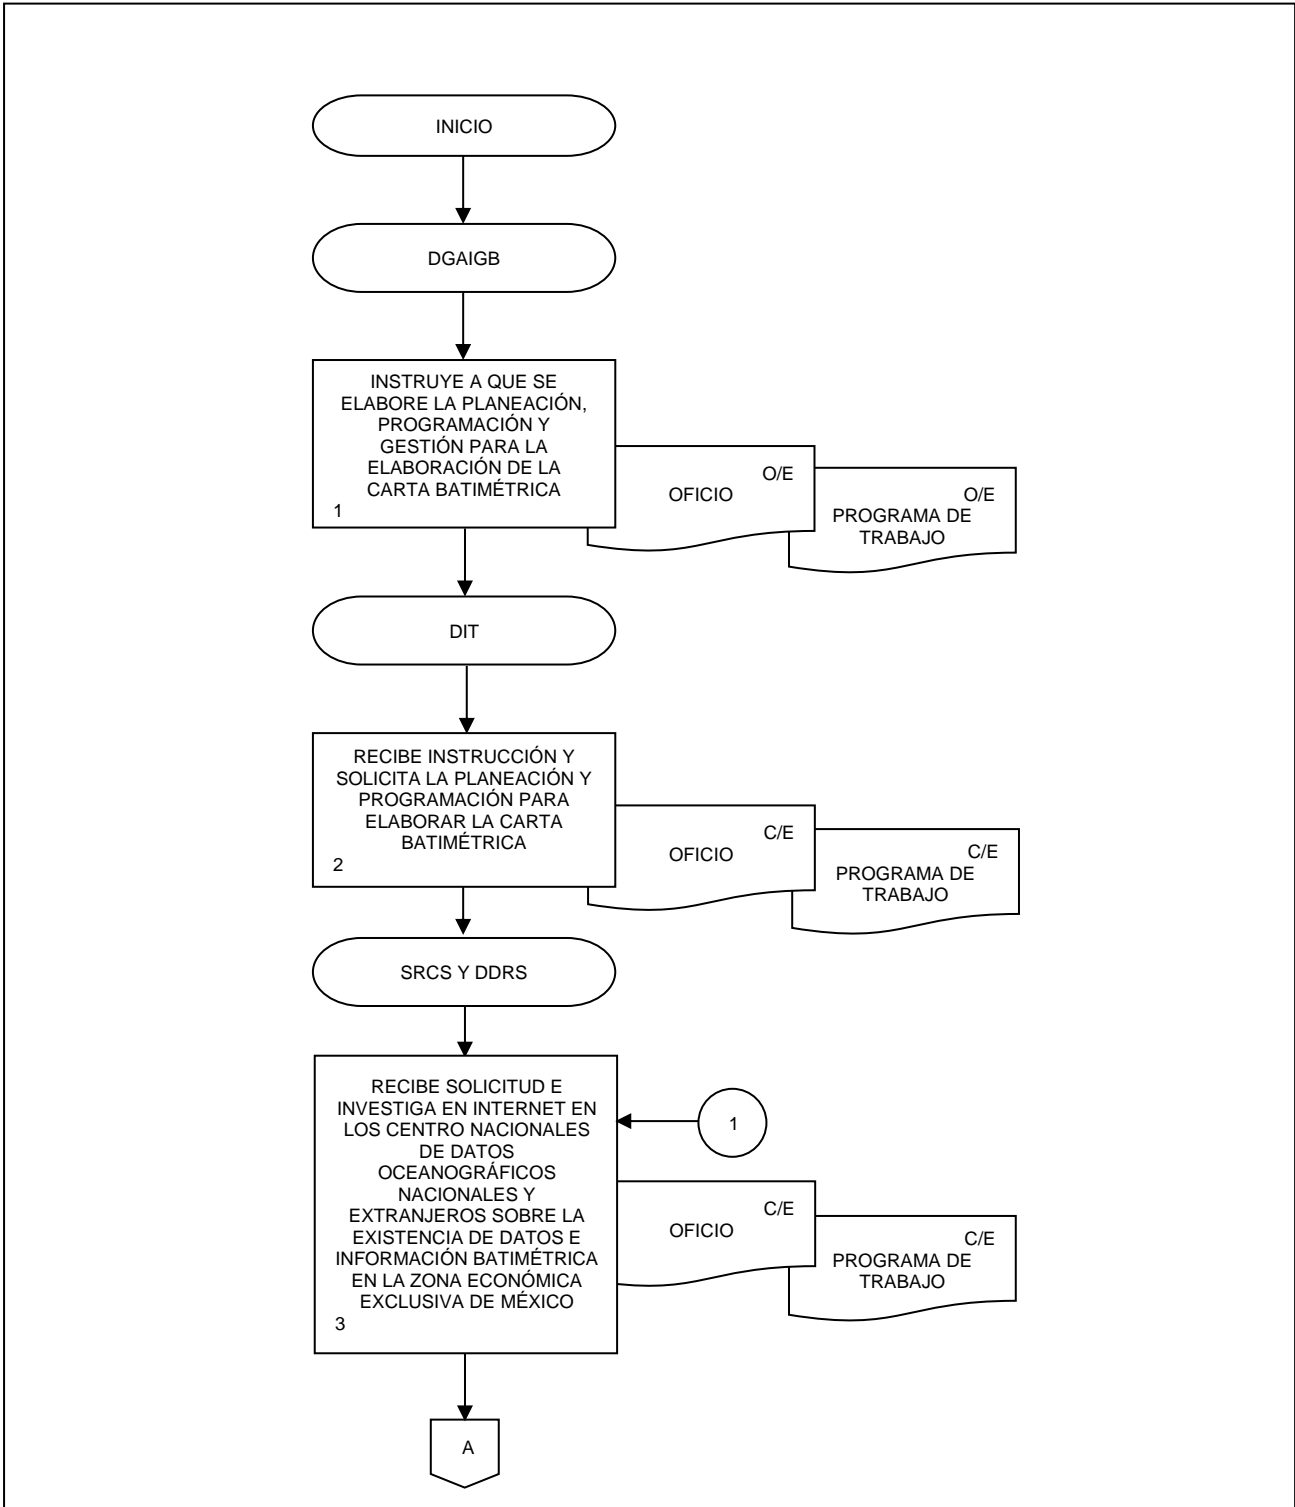 INICIO
DGAIGB
INSTRUYE A QUE SE
ELABORE LA PLANEACIÓN,
PROGRAMACIÓN Y
GESTIÓN PARA LA
ELABORACIÓN DE LA
CARTA BATIMÉTRICA
1
O/E
OFICIO
O/E
PROGRAMA DE
TRABAJO
DIT
RECIBE INSTRUCCIÓN Y
SOLICITA LA PLANEACIÓN Y
PROGRAMACIÓN PARA
ELABORAR LA CARTA
BATIMÉTRICA
2
C/E
OFICIO
C/E
PROGRAMA DE
TRABAJO
SRCS Y DDRS
RECIBE SOLICITUD E
INVESTIGA EN INTERNET EN
LOS CENTRO NACIONALES
DE DATOS
OCEANOGRÁFICOS
NACIONALES Y
EXTRANJEROS SOBRE LA
EXISTENCIA DE DATOS E
INFORMACIÓN BATIMÉTRICA
EN LA ZONA ECONÓMICA
EXCLUSIVA DE MÉXICO
3
1
C/E
OFICIO
C/E
PROGRAMA DE
TRABAJO
A